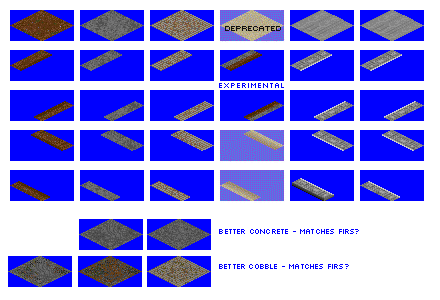 DEPRECATED
EXPERIMENTAL
BETTER CONCRETE - MATCHES FIRS?
BETTER COBBLE - MATCHES FIRS?